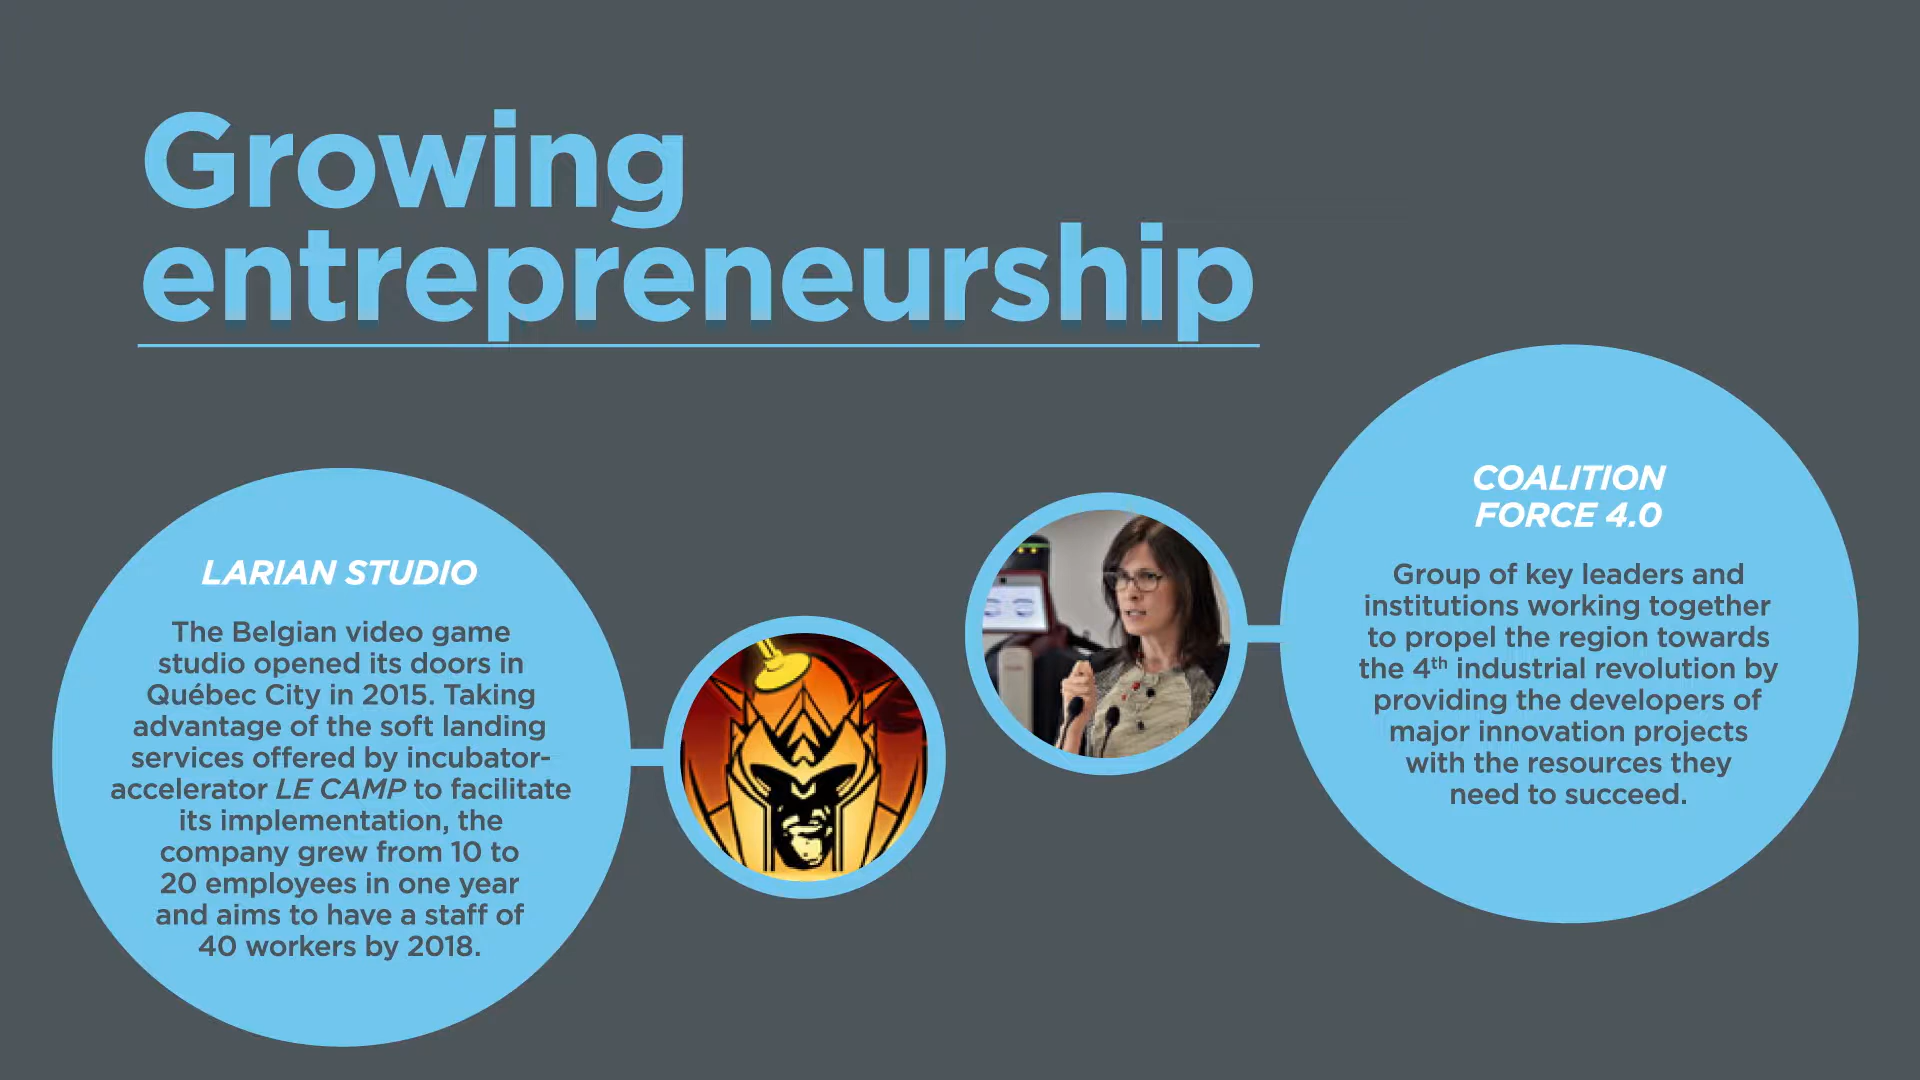 Growing
entrepreneurship
LARIAN STUDIO
The Belgian video game
studio opened its doors in
Québec City in 2015. Taking
advantage of the soft landing
services offered by incubator-
accelerator LE CAMP to facilitate
its implementation, the
company grew from 10 to
20 employees in one year
and aims to have a staff of
40 workers by 2018.
COALITION
FORCE 4.0
Group of key leaders and
institutions working together
to propel the region towards
the 4th industrial revolution by
providing the developers of
major innovation projects
with the resources they
need to succeed.